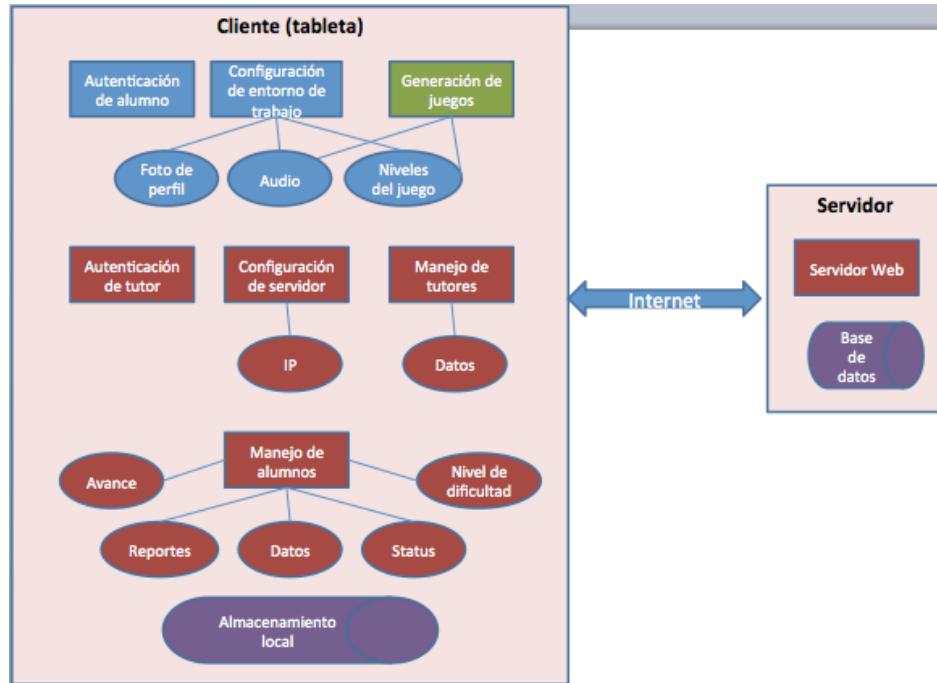 Cliente (tableta)
Autenticación
de alumno
Configuración
de entorno de
trabajo
Generación de
juegos
Foto de
perfil
Audio
Niveles
del juego
Autenticación
de tutor
Configuración
de servidor
Manejo de
tutores
IP
Datos
Manejo de
alumnos
Avance
Nivel de
dificultad
Reportes
Datos
Status
Almacenamiento
local
Internet
Servidor
Servidor Web
Base
de
datos